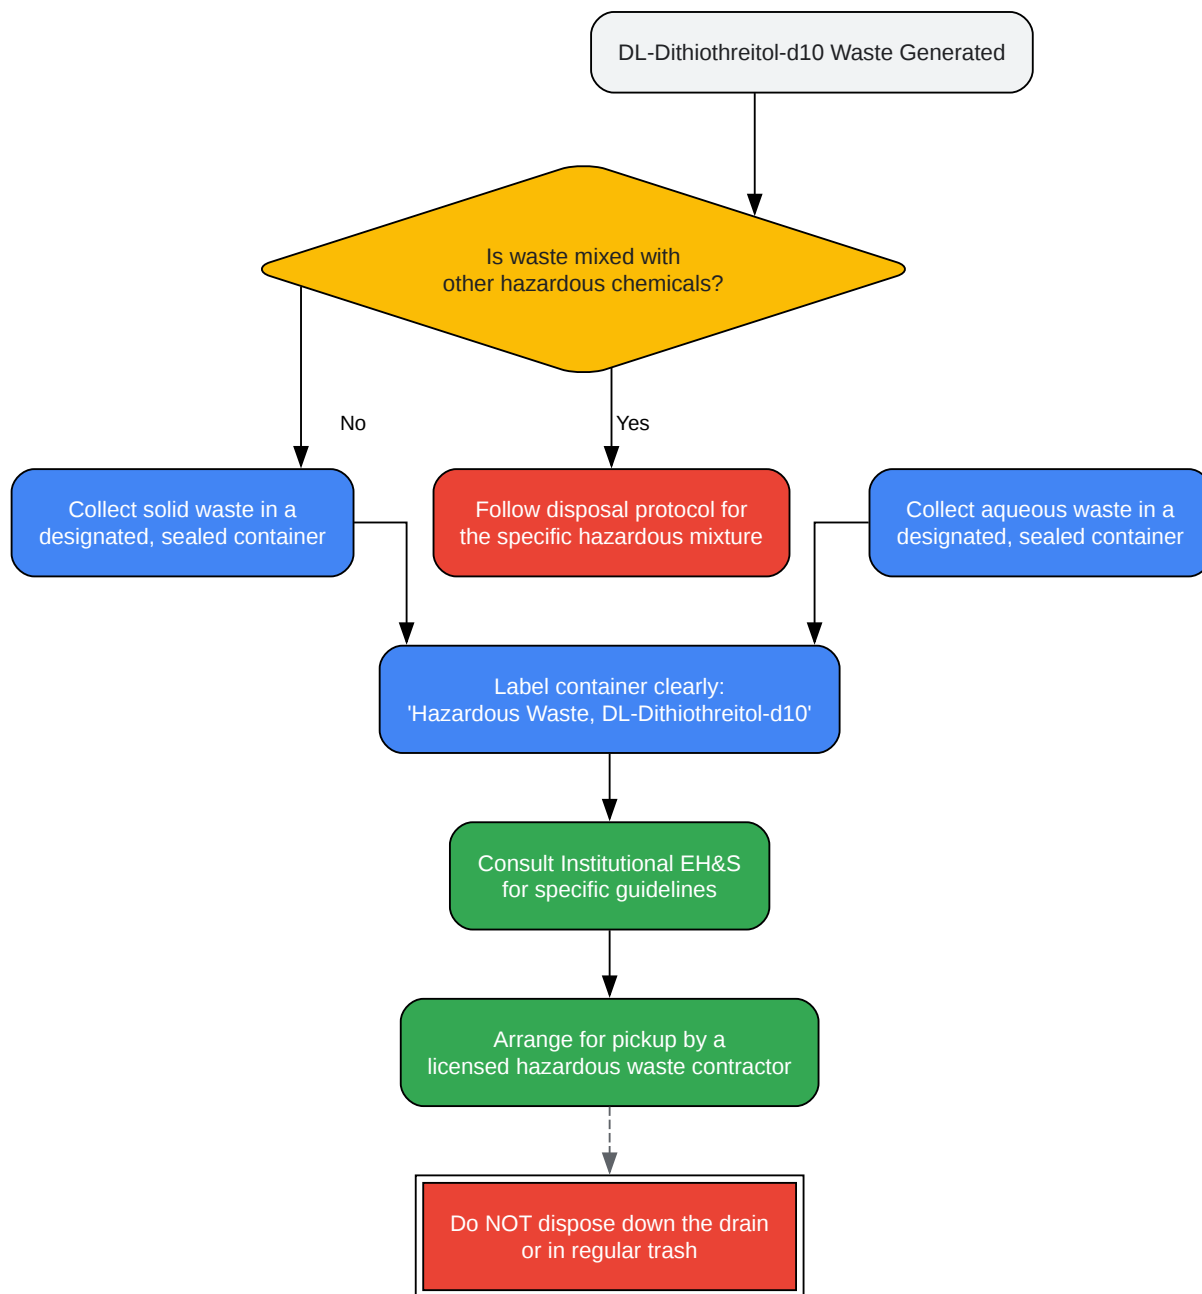 DL-Dithiothreitol-d10 Waste Generated
Is waste mixed with
other hazardous chemicals?
No
Yes
Collect solid waste in a
designated, sealed container
Follow disposal protocol for
the specific hazardous mixture
Collect aqueous waste in a
designated, sealed container
Label container clearly:
'Hazardous Waste, DL-Dithiothreitol-d10'
Consult Institutional EH&S
for specific guidelines
Arrange for pickup by a
licensed hazardous waste contractor
Do NOT dispose down the drain
or in regular trash